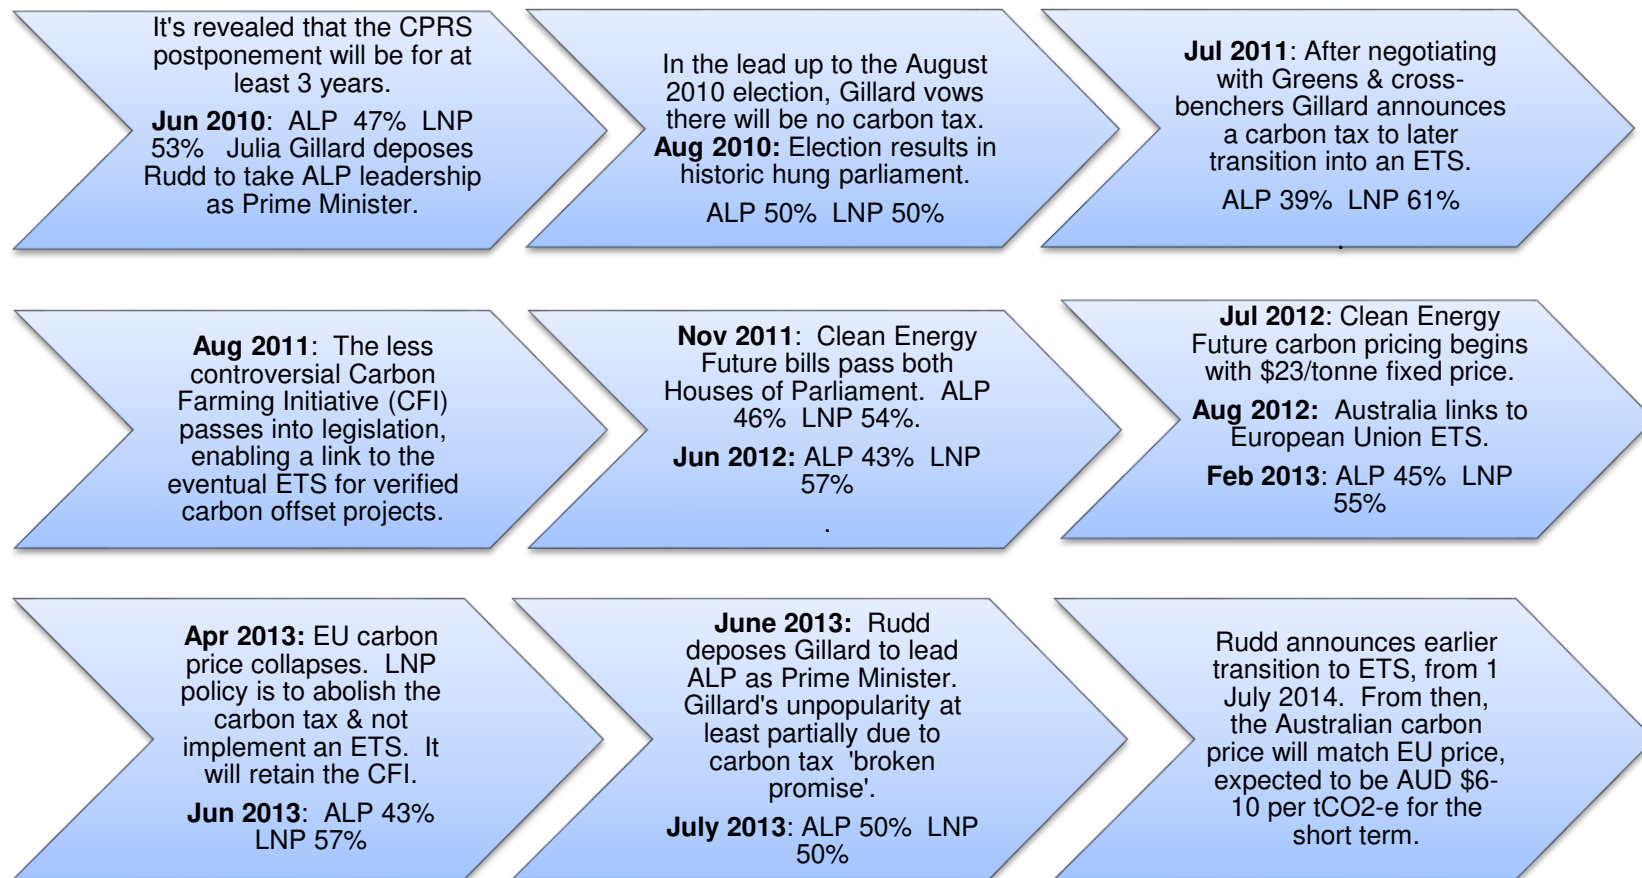 It's revealed that the CPRS
postponement will be for at
least 3 years.
Jun 2010:  ALP  47%  LNP
53%   Julia Gillard deposes
Rudd to take ALP leadership
as Prime Minister.
In the lead up to the August
2010 election, Gillard vows
there will be no carbon tax.
Aug 2010: Election results in
historic hung parliament.
ALP 50%  LNP 50%
Jul 2011: After negotiating
with Greens & cross-
benchers Gillard announces
a carbon tax to later
transition into an ETS.
ALP 39%  LNP 61%
.
Aug 2011:  The less
controversial Carbon
Farming Initiative (CFI)
passes into legislation,
enabling a link to the
eventual ETS for verified
carbon offset projects.
Nov 2011:  Clean Energy
Future bills pass both
Houses of Parliament.  ALP
46%  LNP 54%.
Jun 2012: ALP 43%  LNP
57%
.
Jul 2012: Clean Energy
Future carbon pricing begins
with $23/tonne fixed price.
Aug 2012:  Australia links to
European Union ETS.
Feb 2013: ALP 45%  LNP
55%
Apr 2013: EU carbon
price collapses.  LNP
policy is to abolish the
carbon tax & not
implement an ETS.  It
will retain the CFI.
Jun 2013:  ALP 43%
LNP 57%
June 2013:  Rudd
deposes Gillard to lead
ALP as Prime Minister.
Gillard's unpopularity at
least partially due to
carbon tax  'broken
promise'.
July 2013: ALP 50%  LNP
50%
Rudd announces earlier
transition to ETS, from 1
July 2014.  From then,
the Australian carbon
price will match EU price,
expected to be AUD $6-
10 per tCO2-e for the
short term.